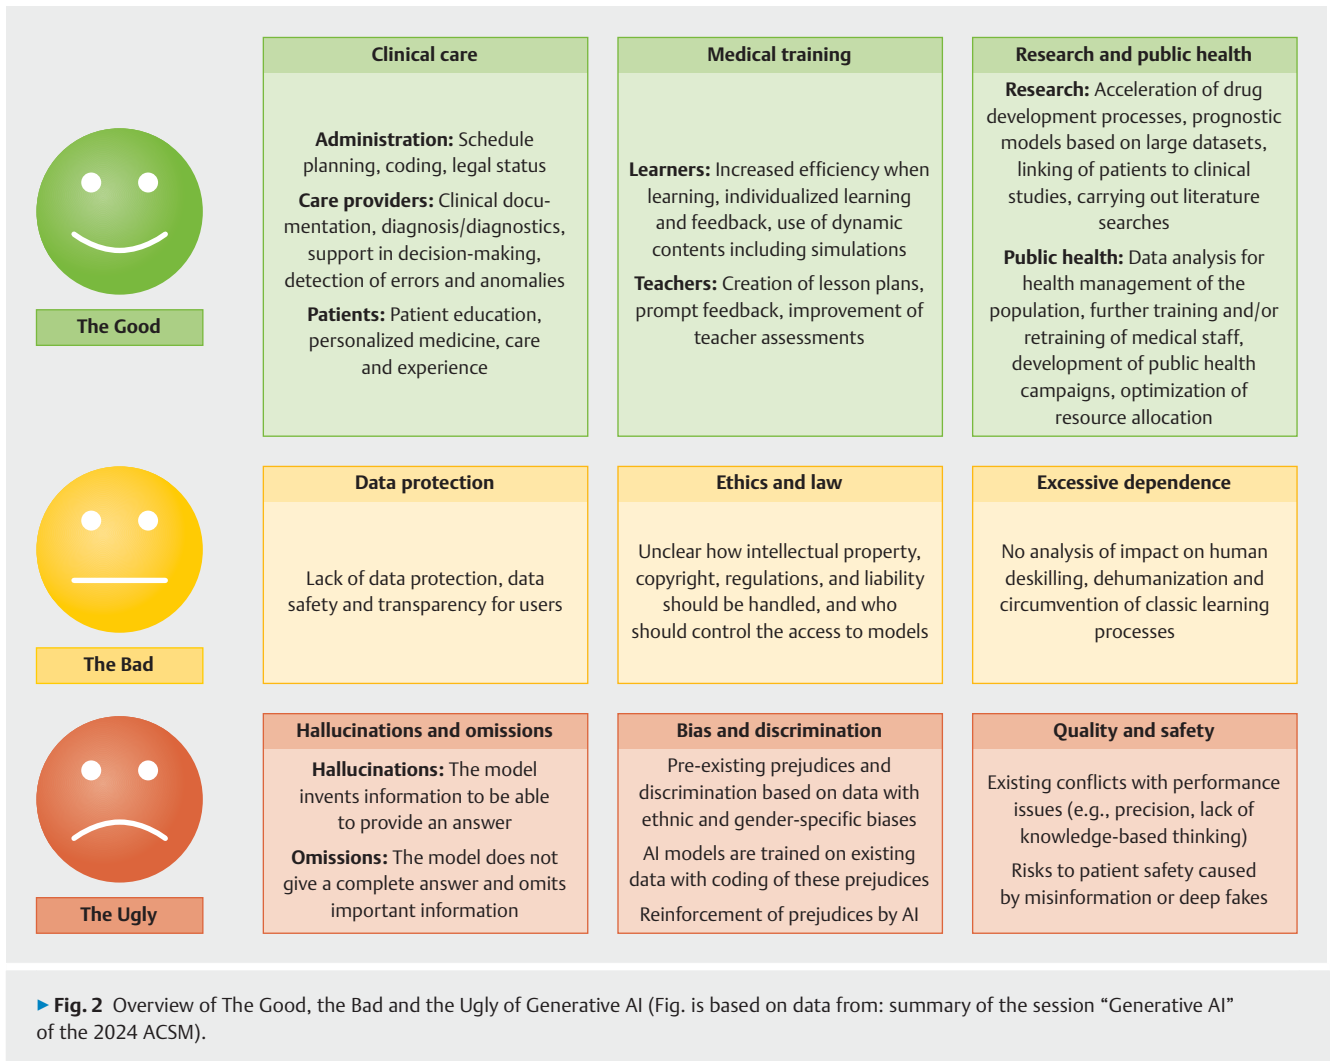 Clinical care
Administration: Schedule
planning, coding, legal status
Care providers: Clinical docu-
mentation, diagnosis/diagnostics,
support in decision-making,
detection of errors and anomalies
Patients: Patient education,
personalized medicine, care
and experience
Medical training
Learners: Increased efficiency when
learning, individualized learning
and feedback, use of dynamic
contents including simulations
Teachers: Creation of lesson plans,
prompt feedback, improvement of
teacher assessments
Research and public health
Research: Acceleration of drug
development processes, prognostic
models based on large datasets,
linking of patients to clinical
studies, carrying out literature
searches
Public health: Data analysis for
health management of the
population, further training and/or
retraining of medical staff,
development of public health
campaigns, optimization of
resource allocation
The Good
Data protection
Lack of data protection, data
safety and transparency for users
Ethics and law
Unclear how intellectual property,
copyright, regulations, and liability
should be handled, and who
should control the access to models
Excessive dependence
No analysis of impact on human
deskilling, dehumanization and
circumvention of classic learning
processes
The Bad
Hallucinations and omissions
Hallucinations: The model
invents information to be able
to provide an answer
Omissions: The model does not
give a complete answer and omits
important information
Bias and discrimination
Pre-existing prejudices and
discrimination based on data with
ethnic and gender-specific biases
AI models are trained on existing
data with coding of these prejudices
Reinforcement of prejudices by AI
Quality and safety
Existing conflicts with performance
issues (e.g., precision, lack of
knowledge-based thinking)
Risks to patient safety caused
by misinformation or deep fakes
The Ugly
▶ Fig. 2 Overview of The Good, the Bad and the Ugly of Generative AI (Fig. is based on data from: summary of the session “Generative AI”
of the 2024 ACSM).